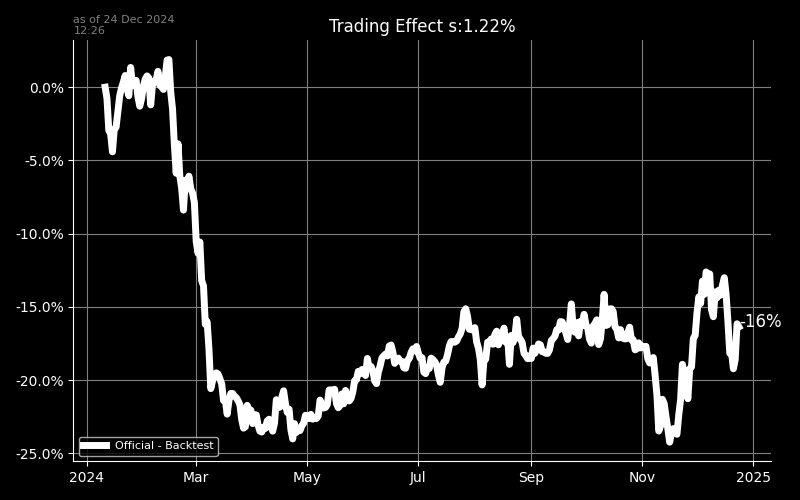 as of 24 Dec 2024
12:26
Trading Effect s:1.22%
0.0%
-5.0%
-10.0%
-15.0%
-16%
-20.0%
-25.0%
Official - Backtest
2024
Mar
May
Jul
Sep
Nov
2025